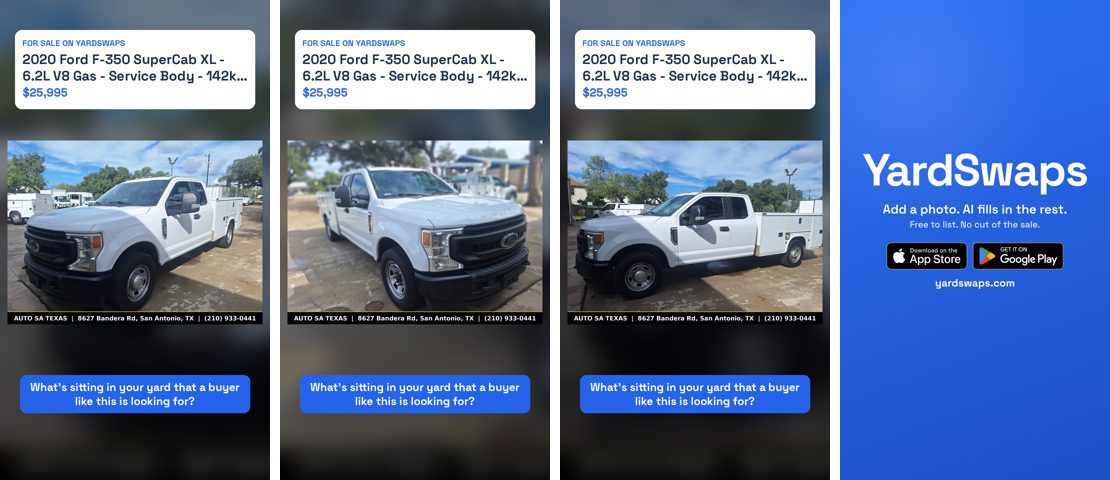 FOR SALE ON YARDSWAPS
2020 Ford F-350 SuperCab XL -
6.2L V8 Gas - Service Body - 142k...
$25,995
AUTO SA TEXAS | 8627 Bandera Rd, San Antonio, TX | (210) 933-0441
What's sitting in your yard that a buyer
like this is looking for?
FOR SALE ON YARDSWAPS
2020 Ford F-350 SuperCab XL -
6.2L V8 Gas - Service Body - 142k...
$25,995
AUTO SA TEXAS | 8627 Bandera Rd, San Antonio, TX | (210) 933-0441
What's sitting in your yard that a buyer
like this is looking for?
FOR SALE ON YARDSWAPS
2020 Ford F-350 SuperCab XL -
6.2L V8 Gas - Service Body - 142k...
$25,995
AUTO SA TEXAS | 8627 Bandera Rd, San Antonio, TX | (210) 933-0441
What's sitting in your yard that a buyer
like this is looking for?
YardSwaps
Add a photo. AI fills in the rest.
Free to list. No cut of the sale.
Download on the
App Store
GET IT ON
Google Play
yardswaps.com